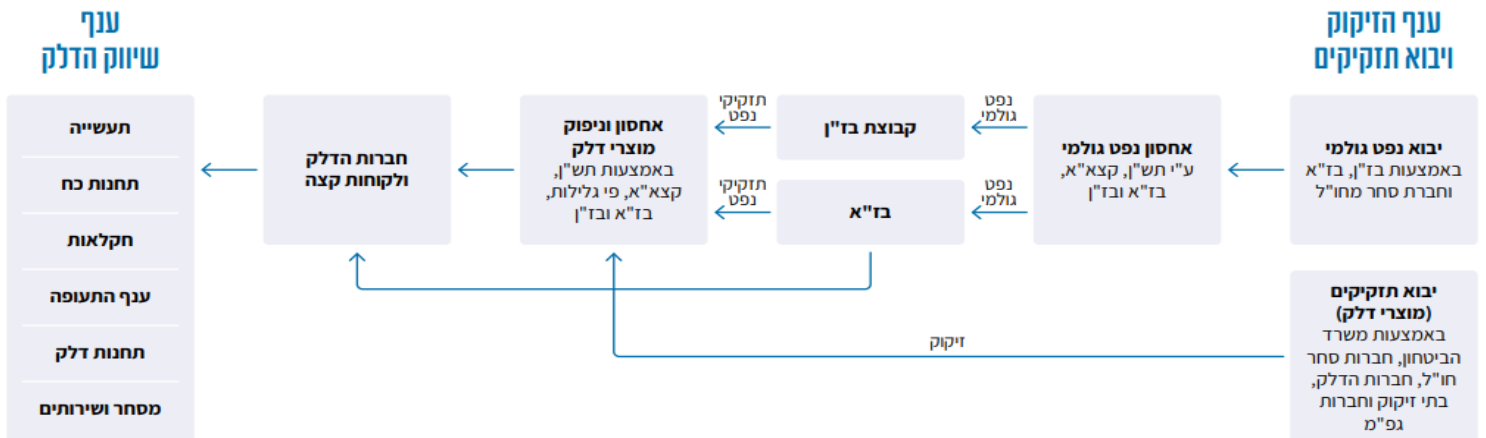 ענף הזיקוק
ויבוא תזקיקים
ענף
שיווק הדלק
יבוא נפט גולמי
באמצעות בז"ן, בז"א
וחברת סחר מחו"ל
אחסון נפט גולמי
ע"י תש"ן, קצא"א,
בז"א ובז"ן
נפט
גולמי
נפט
גולמי
קבוצת בז"ן
בז"א
תזקיקי
נפט
תזקיקי
נפט
אחסון וניפוק
מוצרי דלק
באמצעות תש"ן,
קצא"א, פי גלילות,
בז"א ובז"ן
חברות הדלק
ולקוחות קצה
תעשייה
תחנות כח
חקלאות
ענף התעופה
תחנות דלק
מסחר ושירותים
יבוא תזקיקים
(מוצרי דלק)
באמצעות משרד
הביטחון, חברות סחר
חו"ל, חברות הדלק,
בתי זיקוק וחברות
גפ"מ
זיקוק